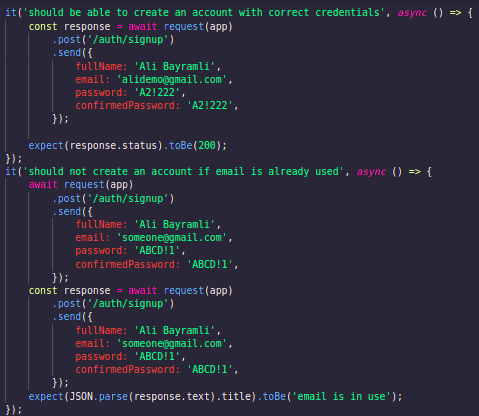 it('should be able to create an account with correct credentials', async () => {
    const response = await request(app)
        .post('/auth/signup')
        .send({
            fullName: 'Ali Bayramli',
            email: 'alidemo@gmail.com',
            password: 'A2!222',
            confirmedPassword: 'A2!222',
        });

    expect(response.status).toBe(200);
});
it('should not create an account if email is already used', async () => {
    await request(app)
        .post('/auth/signup')
        .send({
            fullName: 'Ali Bayramli',
            email: 'someone@gmail.com',
            password: 'ABCD!1',
            confirmedPassword: 'ABCD!1',
        });
    const response = await request(app)
        .post('/auth/signup')
        .send({
            fullName: 'Ali Bayramli',
            email: 'someone@gmail.com',
            password: 'ABCD!1',
            confirmedPassword: 'ABCD!1',
        });
    expect(JSON.parse(response.text).title).toBe('email is in use');
});